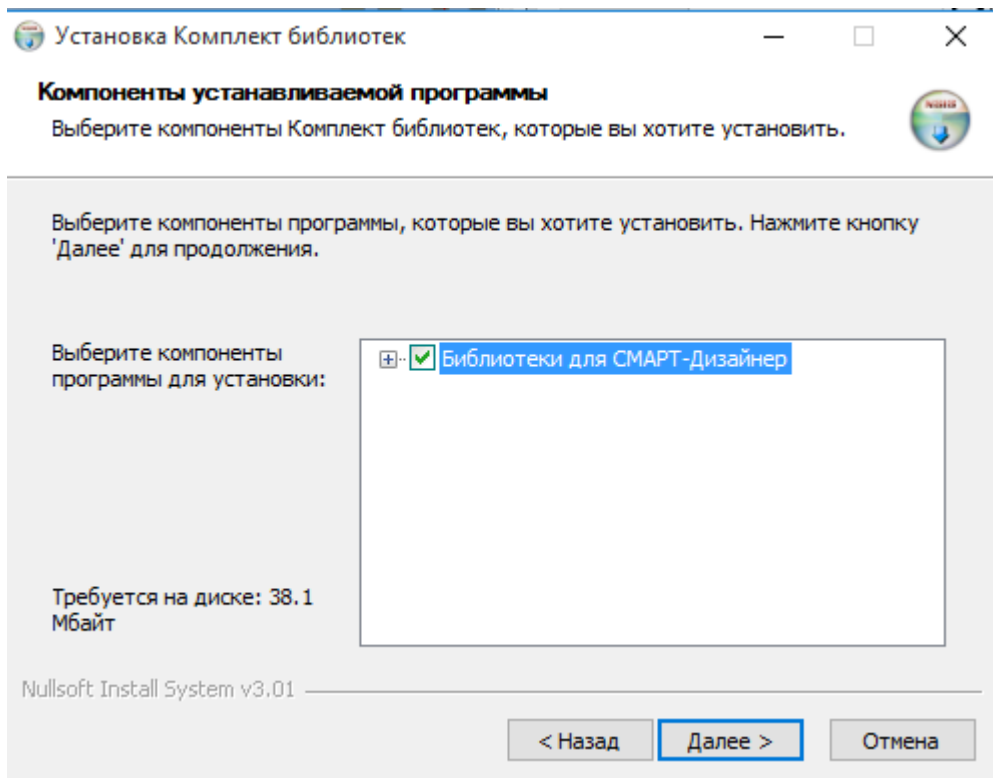 Установка Комплект библиотек
Компоненты устанавливаемой программы
Выберите компоненты Комплект библиотек, которые вы хотите установить.
Выберите компоненты программы, которые вы хотите установить. Нажмите кнопку
'Далее' для продолжения.
Выберите компоненты
программы для установки:
Библиотеки для СМАРТ-Дизайнер
Требуется на диске: 38.1
Мбайт
Nullsoft Install System v3.01
< Назад
Далее >
Отмена